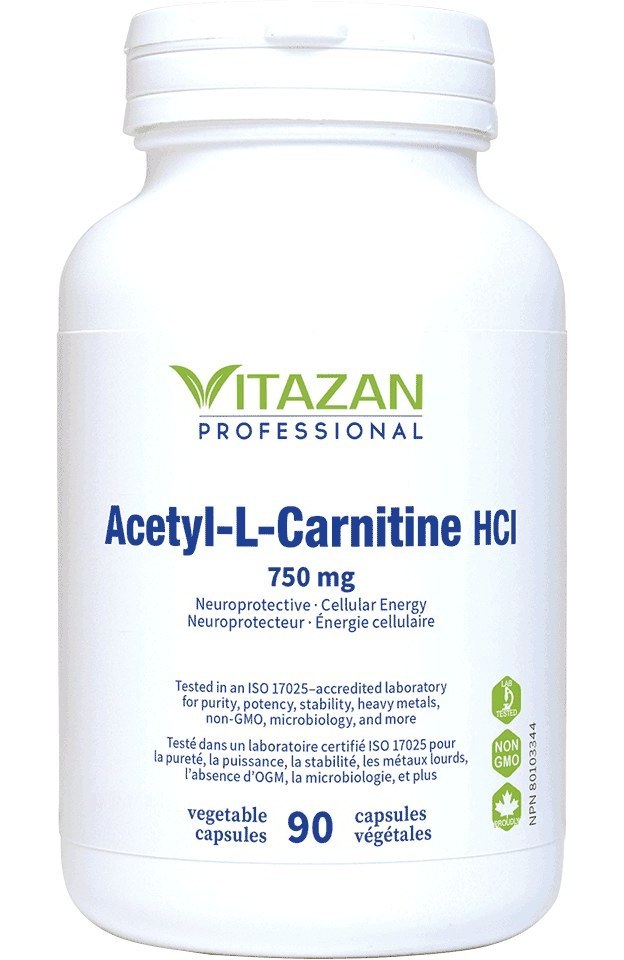 VITAZAN
PROFESSIONAL
Acetyl-L-Carnitine HCl
750 mg
Neuroprotective · Cellular Energy
Neuroprotecteur · Énergie cellulaire
Tested in an ISO 17025–accredited laboratory
for purity, potency, stability, heavy metals,
non-GMO, microbiology, and more
Testé dans un laboratoire certifié ISO 17025 pour
la pureté, la puissance, la stabilité, les métaux lourds,
l’absence d’OGM, la microbiologie, et plus
vegetable
capsules
90
capsules
végétales
LAB
TESTED
NON
GMO
PROUDLY
NPN 80103344